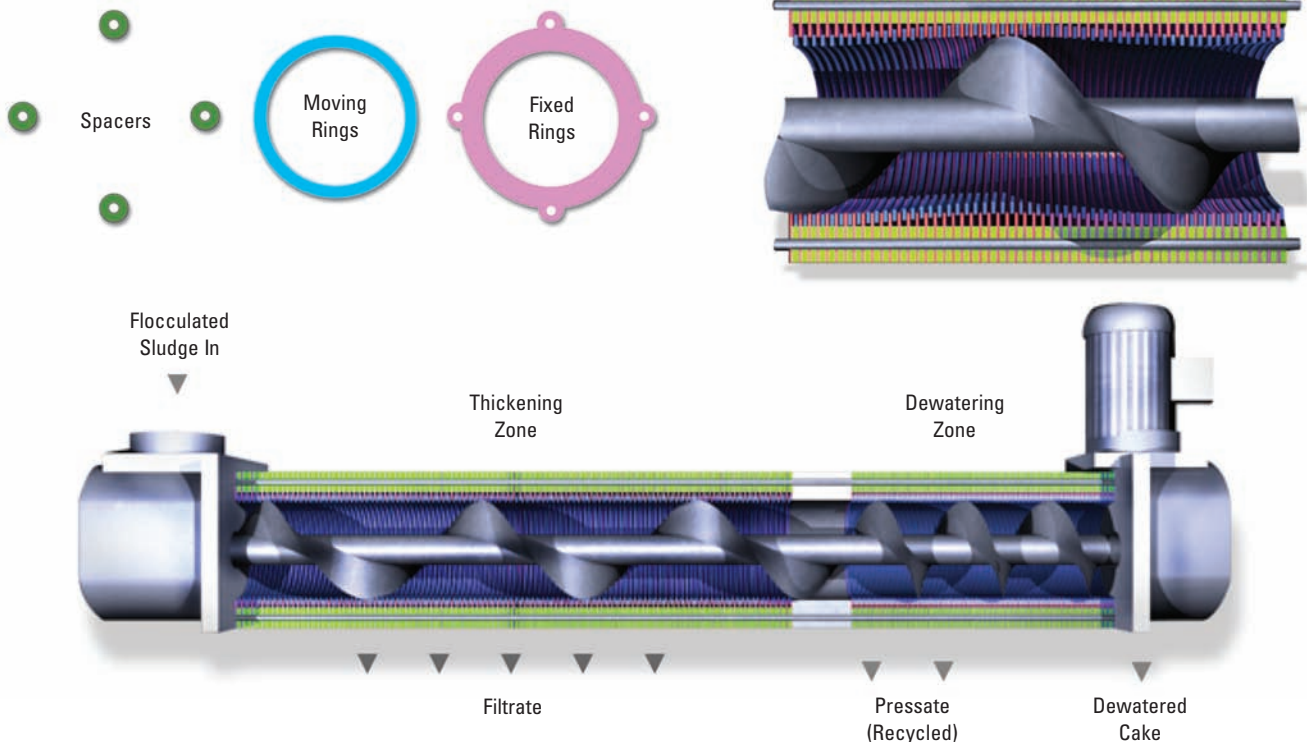 Spacers
Moving
Rings
Fixed
Rings
Flocculated
Sludge In
Thickening
Zone
Dewatering
Zone
Filtrate
Pressate
(Recycled)
Dewatered
Cake